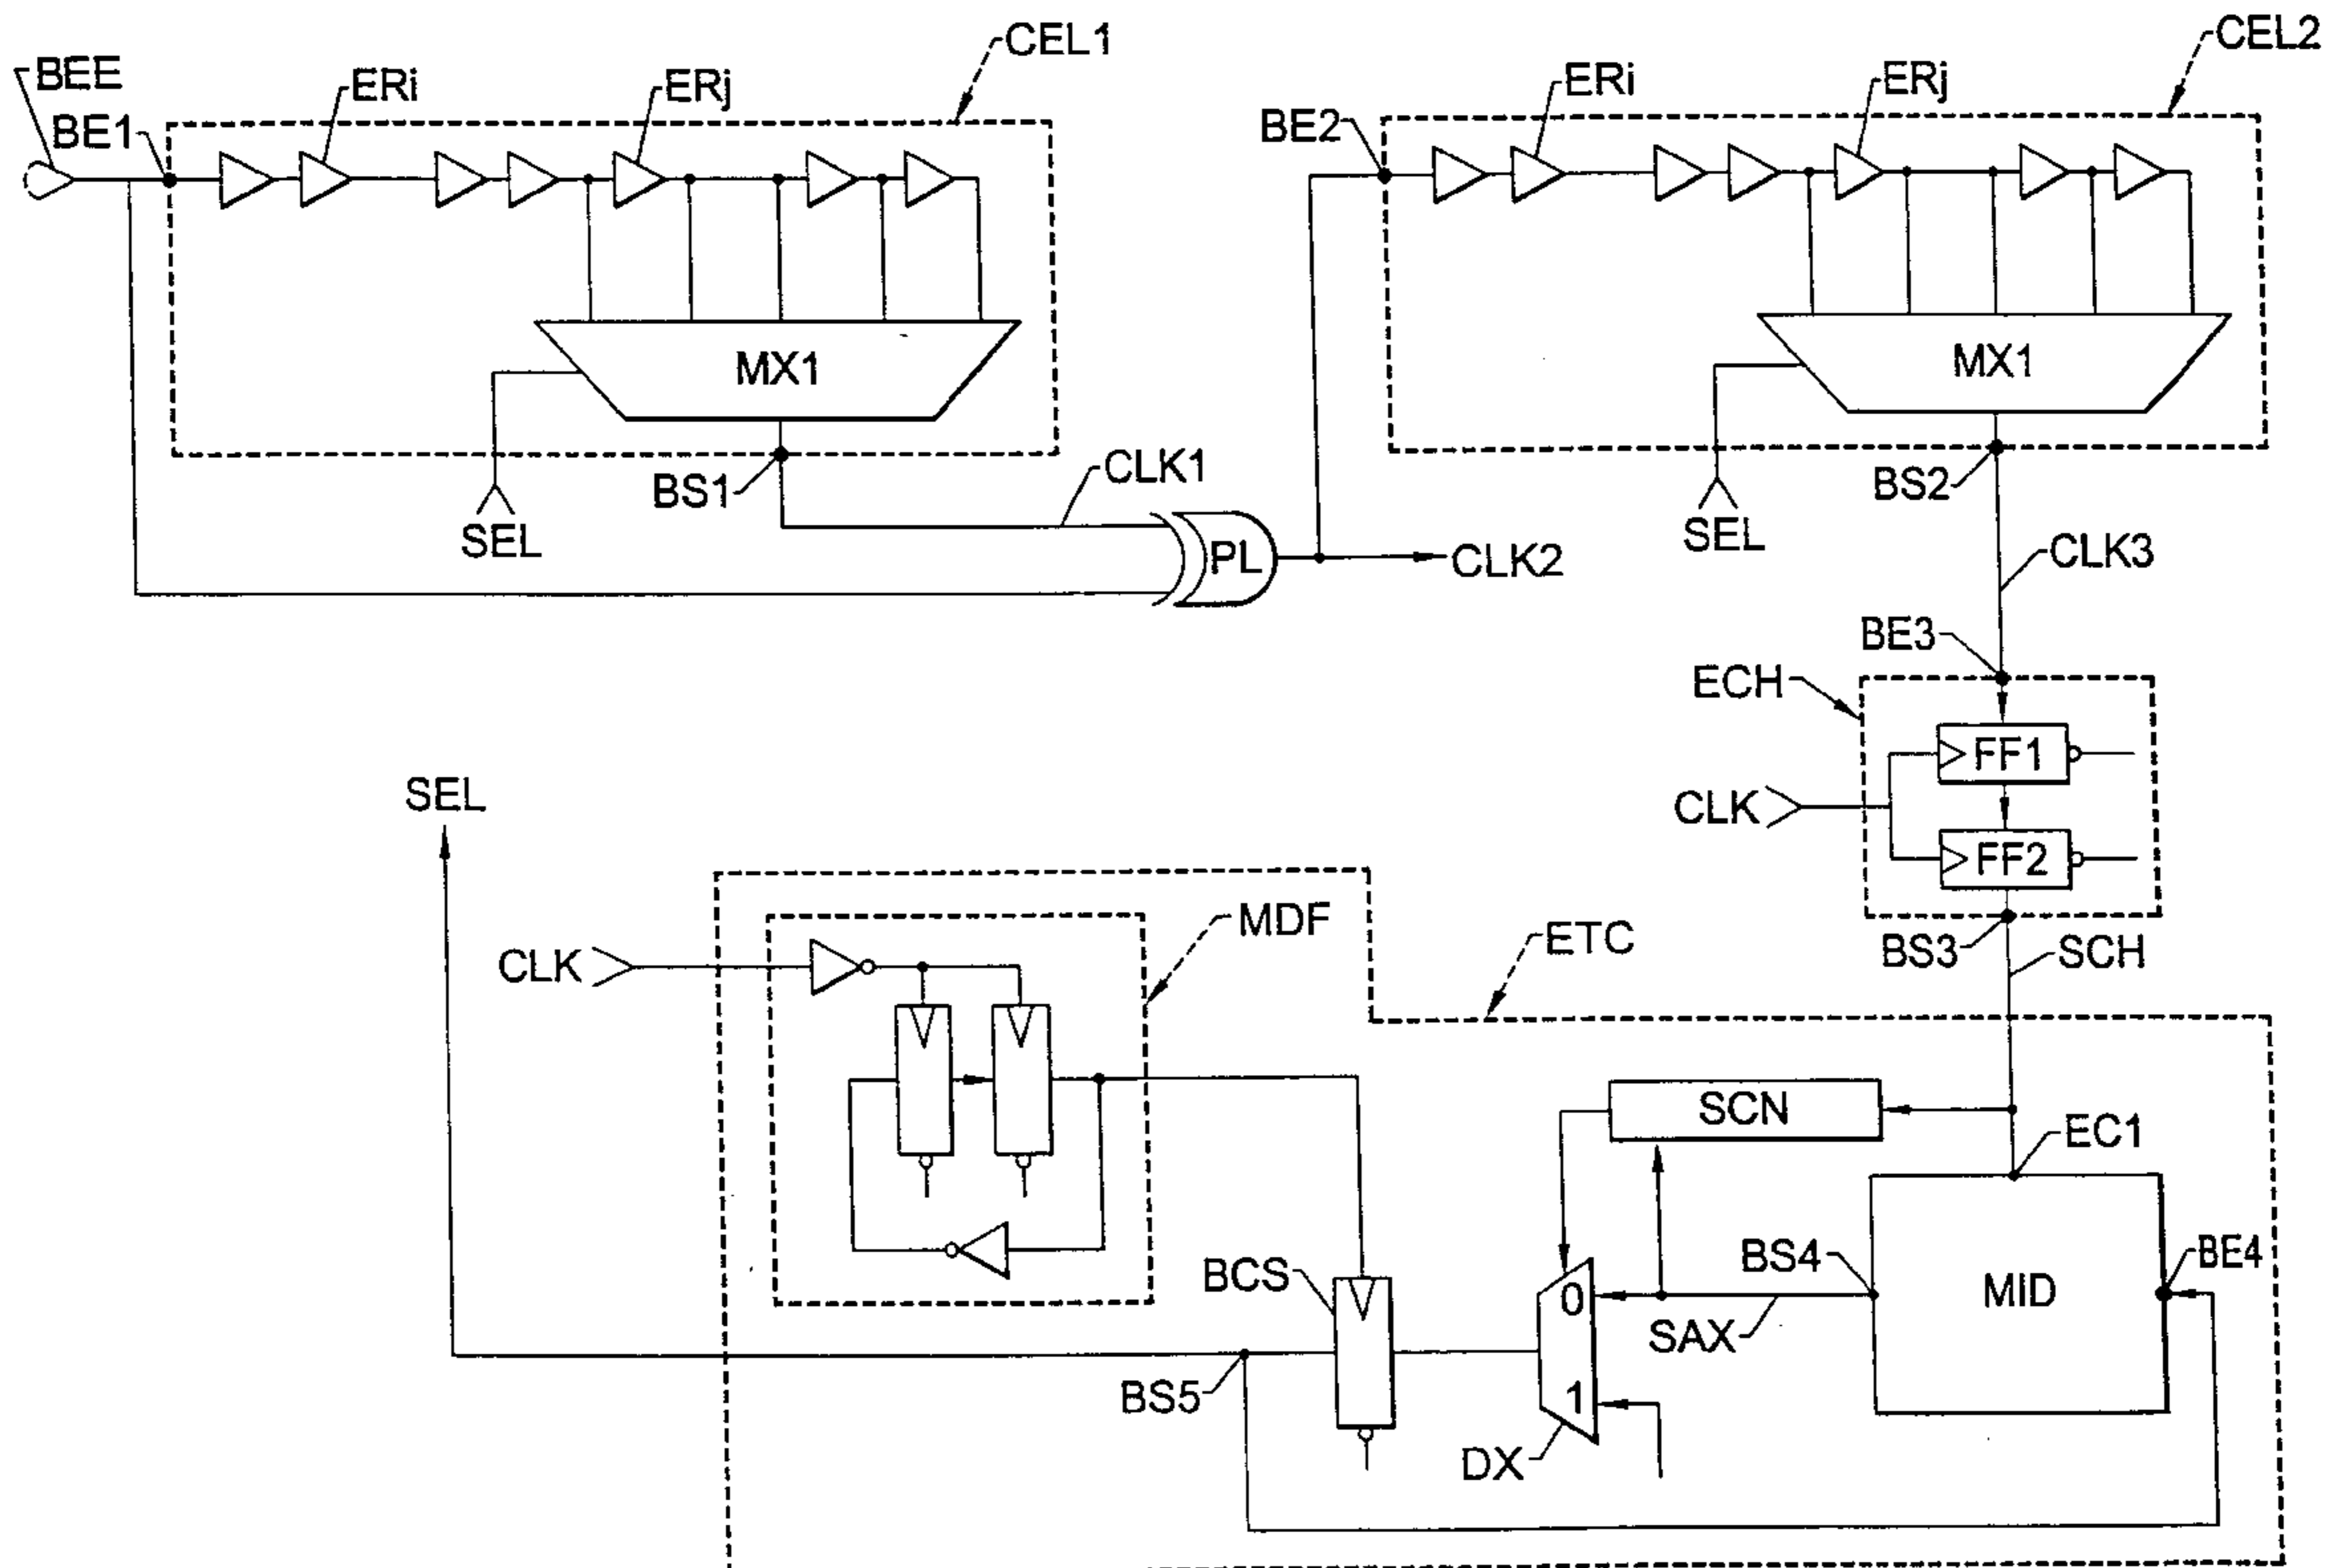 CEL1
CEL2
BEE
ERi
ERj
ERi
ERj
BE1
BE2
MX1
MX1
BS1
CLK1
BS2
SEL
SEL
PL
CLK2
CLK3
BE3
ECH
FF1
SEL
CLK
FF2
MDF
ETC
BS3
SCH
CLK
SCN
EC1
BCS
BS4
BE4
0
MID
SAX
BS5
1
DX